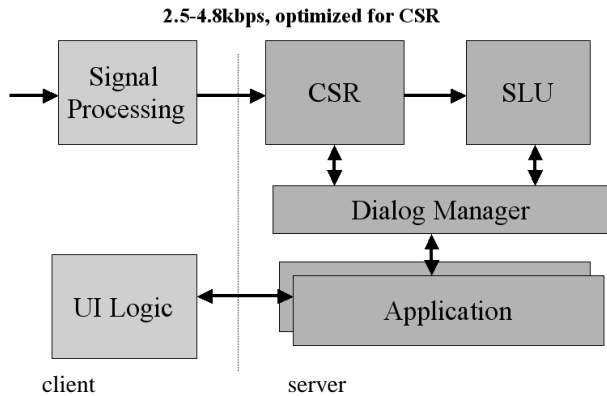 2.5-4.8kbps, optimized for CSR
Signal
Processing
CSR
SLU
Dialog Manager
UI Logic
Application
client
server